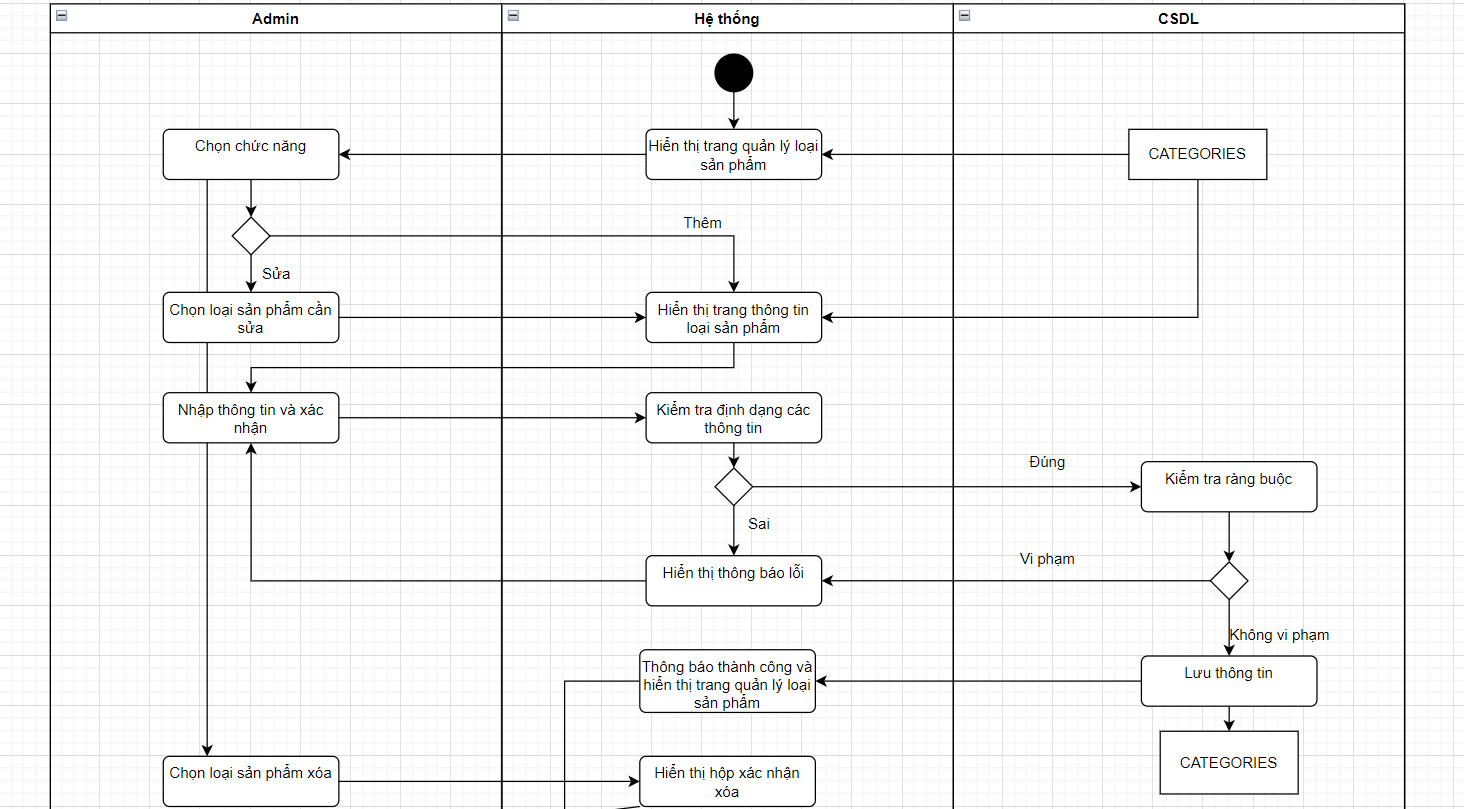 Admin
Hệ thống
CSDL
Chọn chức năng
Hiển thị trang quản lý loại
sản phẩm
CATEGORIES
Thêm
Sửa
Chọn loại sản phẩm cần
sửa
Hiển thị trang thông tin
loại sản phẩm
Nhập thông tin và xác
nhận
Kiểm tra định dạng các
thông tin
Đúng
Kiểm tra ràng buộc
Sai
Vi phạm
Hiển thị thông báo lỗi
Không vi phạm
Thông báo thành công và
hiển thị trang quản lý loại
sản phẩm
Lưu thông tin
CATEGORIES
Chọn loại sản phẩm xóa
Hiển thị hộp xác nhận
xóa